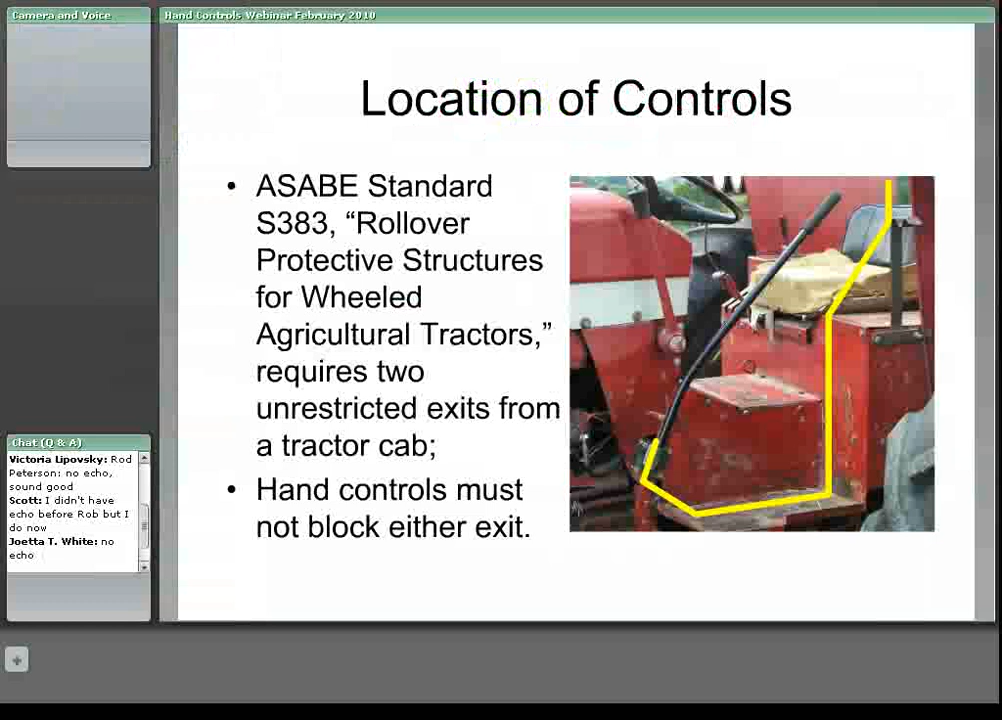 Camera and Voice
Hand Controls Webinar February 2010
Location of Controls
• ASABE Standard
S383, “Rollover
Protective Structures
for Wheeled
Agricultural Tractors,”
requires two
unrestricted exits from
a tractor cab;
• Hand controls must
not block either exit.
Chat (Q & A)
Victoria Lipovsky: Rod
Peterson: no echo,
sound good
Scott: I didn't have
echo before Rob but I
do now
Joetta T. White: no
echo